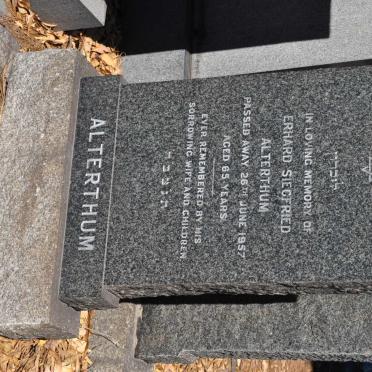 IN LOVING MEMORY OF
ERHARD SIEGFRIED
ALTERTHUM
PASSED AWAY 26TH JUNE 1957
AGED 65 YEARS.
EVER REMEMBERED BY HIS
SORROWING WIFE AND CHILDREN
ת נ צ ב ה
ALTERTHUM